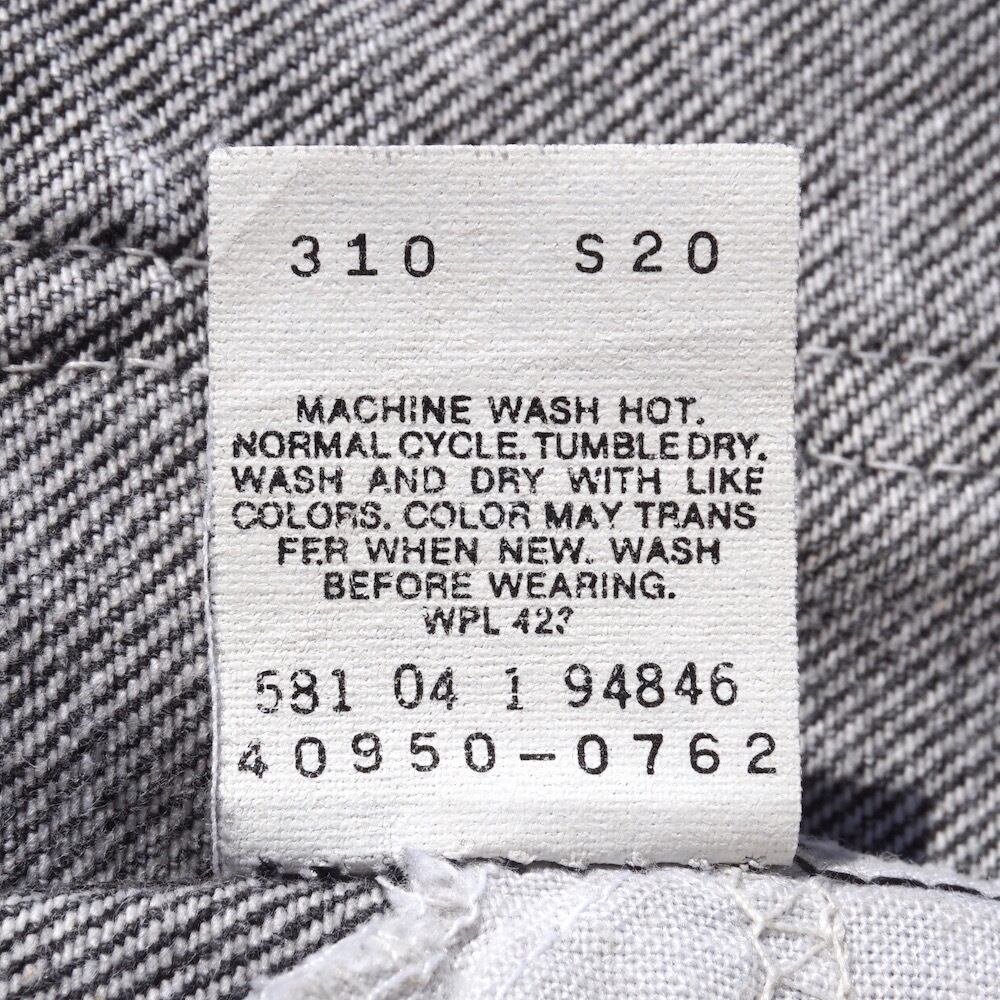 310 S20
MACHINE WASH HOT.
NORMAL CYCLE. TUMBLE DRY.
WASH AND DRY WITH LIKE
COLORS. COLOR MAY TRANS
FER WHEN NEW. WASH
BEFORE WEARING.
WPL
581 04 1 94846
40950-0762